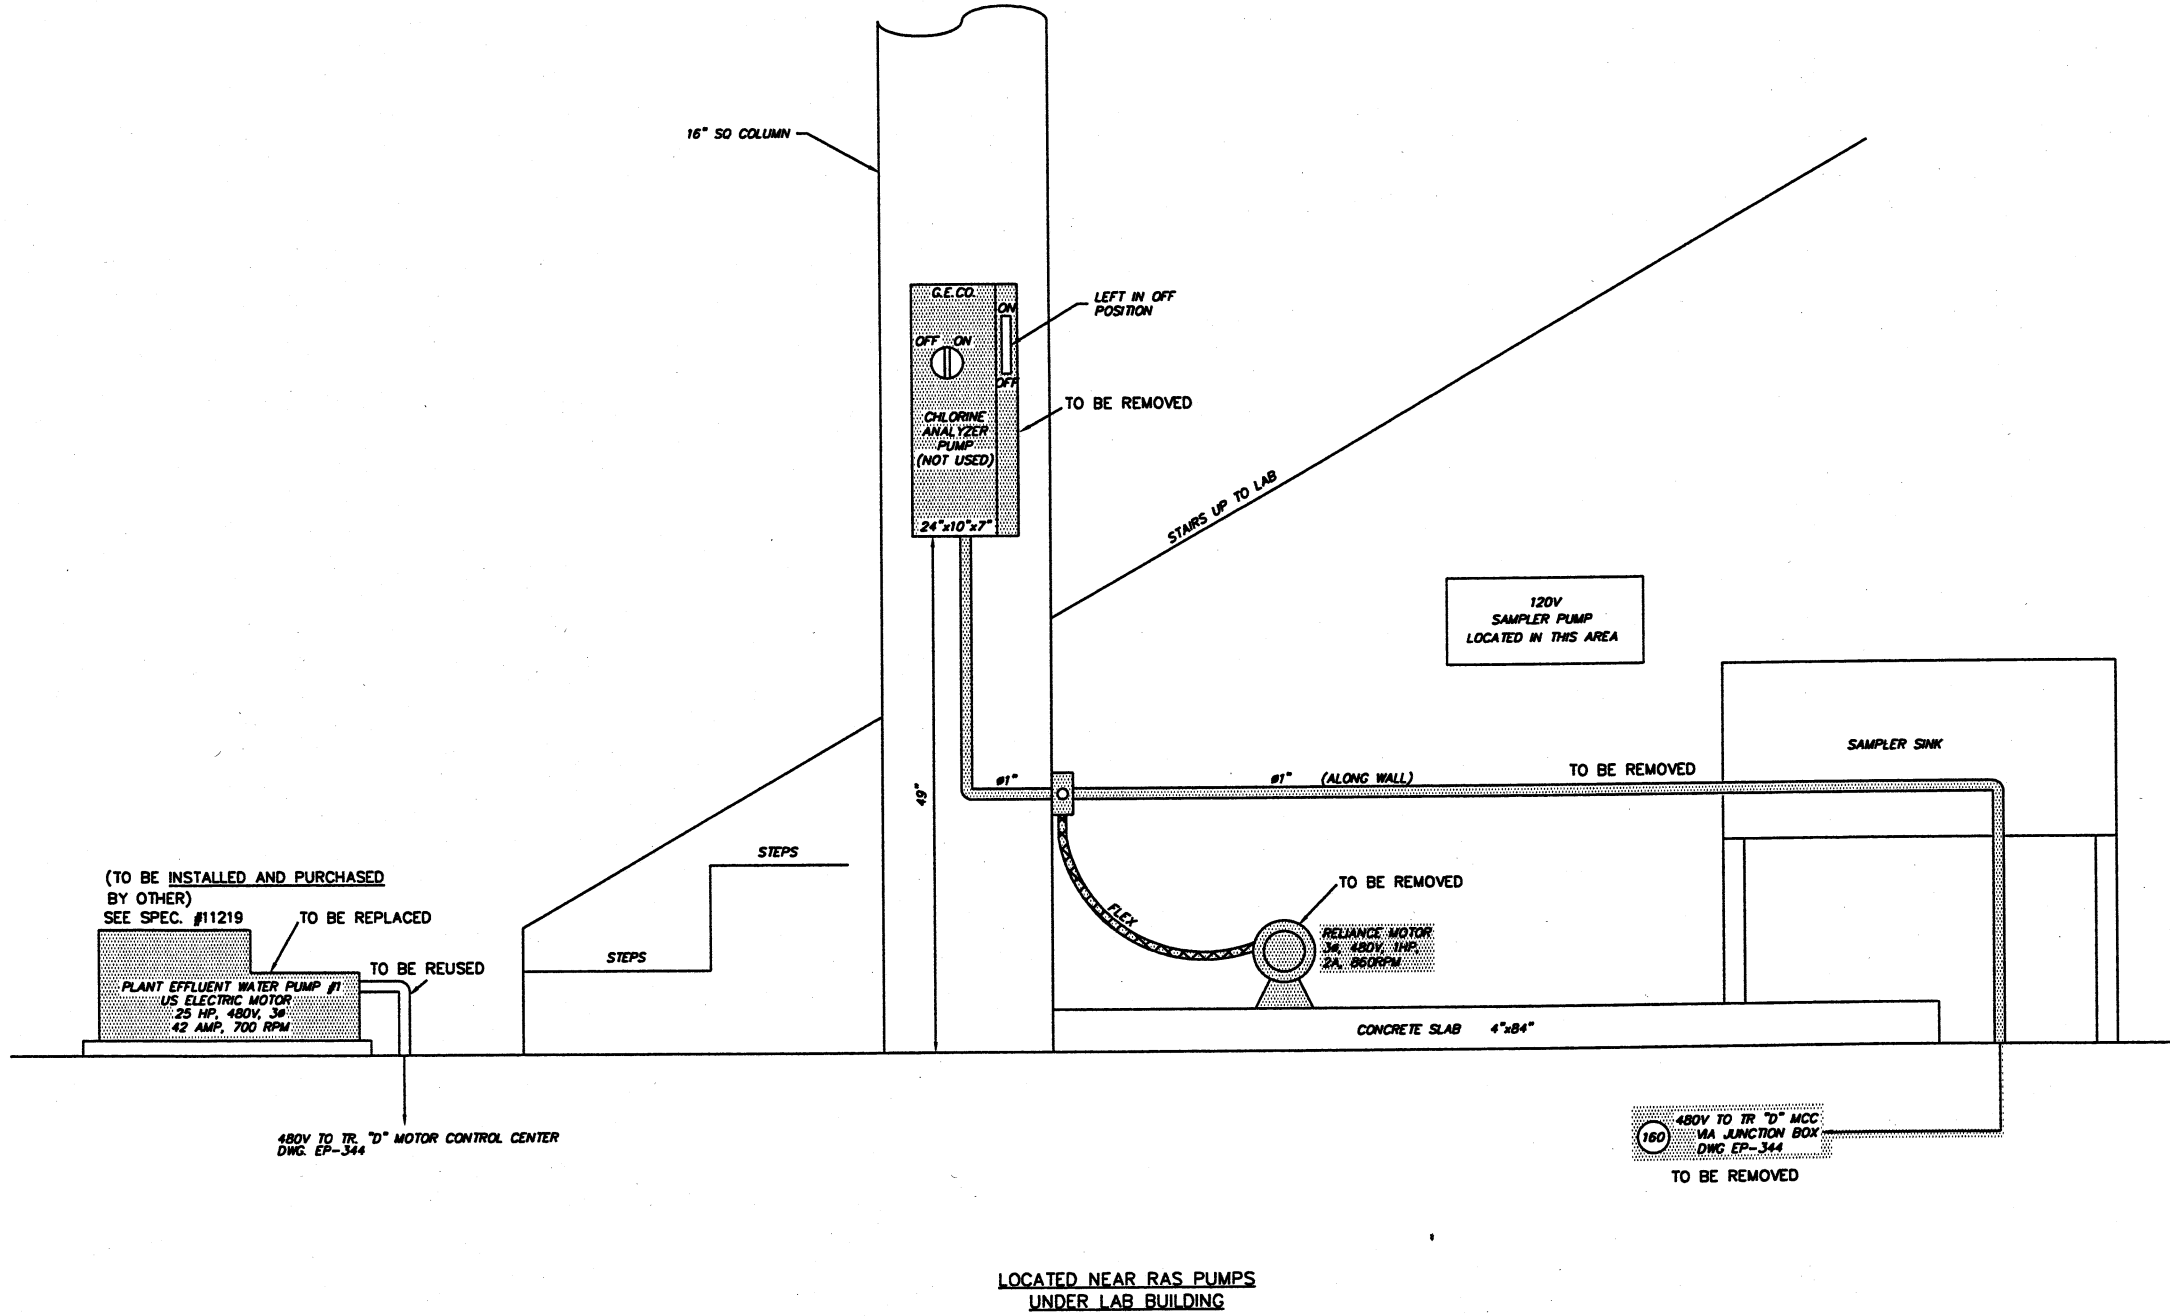 16" SQ COLUMN
G.E.CO.
ON
LEFT IN OFF
POSITION
OFF ON
OFF
TO BE REMOVED
CHLORINE
ANALYZER
PUMP
(NOT USED)
24"x10"x7"
STAIRS UP TO LAB
120V
SAMPLER PUMP
LOCATED IN THIS AREA
SAMPLER SINK
ø1"
ø1" (ALONG WALL)
TO BE REMOVED
49"
STEPS
STEPS
(TO BE INSTALLED AND PURCHASED
BY OTHER)
SEE SPEC. #11219
TO BE REPLACED
TO BE REUSED
PLANT EFFLUENT WATER PUMP #1
US ELECTRIC MOTOR
25 HP, 480V, 3ø
42 AMP, 700 RPM
FLEX
TO BE REMOVED
RELIANCE MOTOR
3ø 480V, 1HP,
2A, 860RPM
CONCRETE SLAB 4"x84"
480V TO TR. "D" MOTOR CONTROL CENTER
DWG. EP-344
160
480V TO TR "D" MCC
VIA JUNCTION BOX
DWG EP-344
TO BE REMOVED
LOCATED NEAR RAS PUMPS
UNDER LAB BUILDING